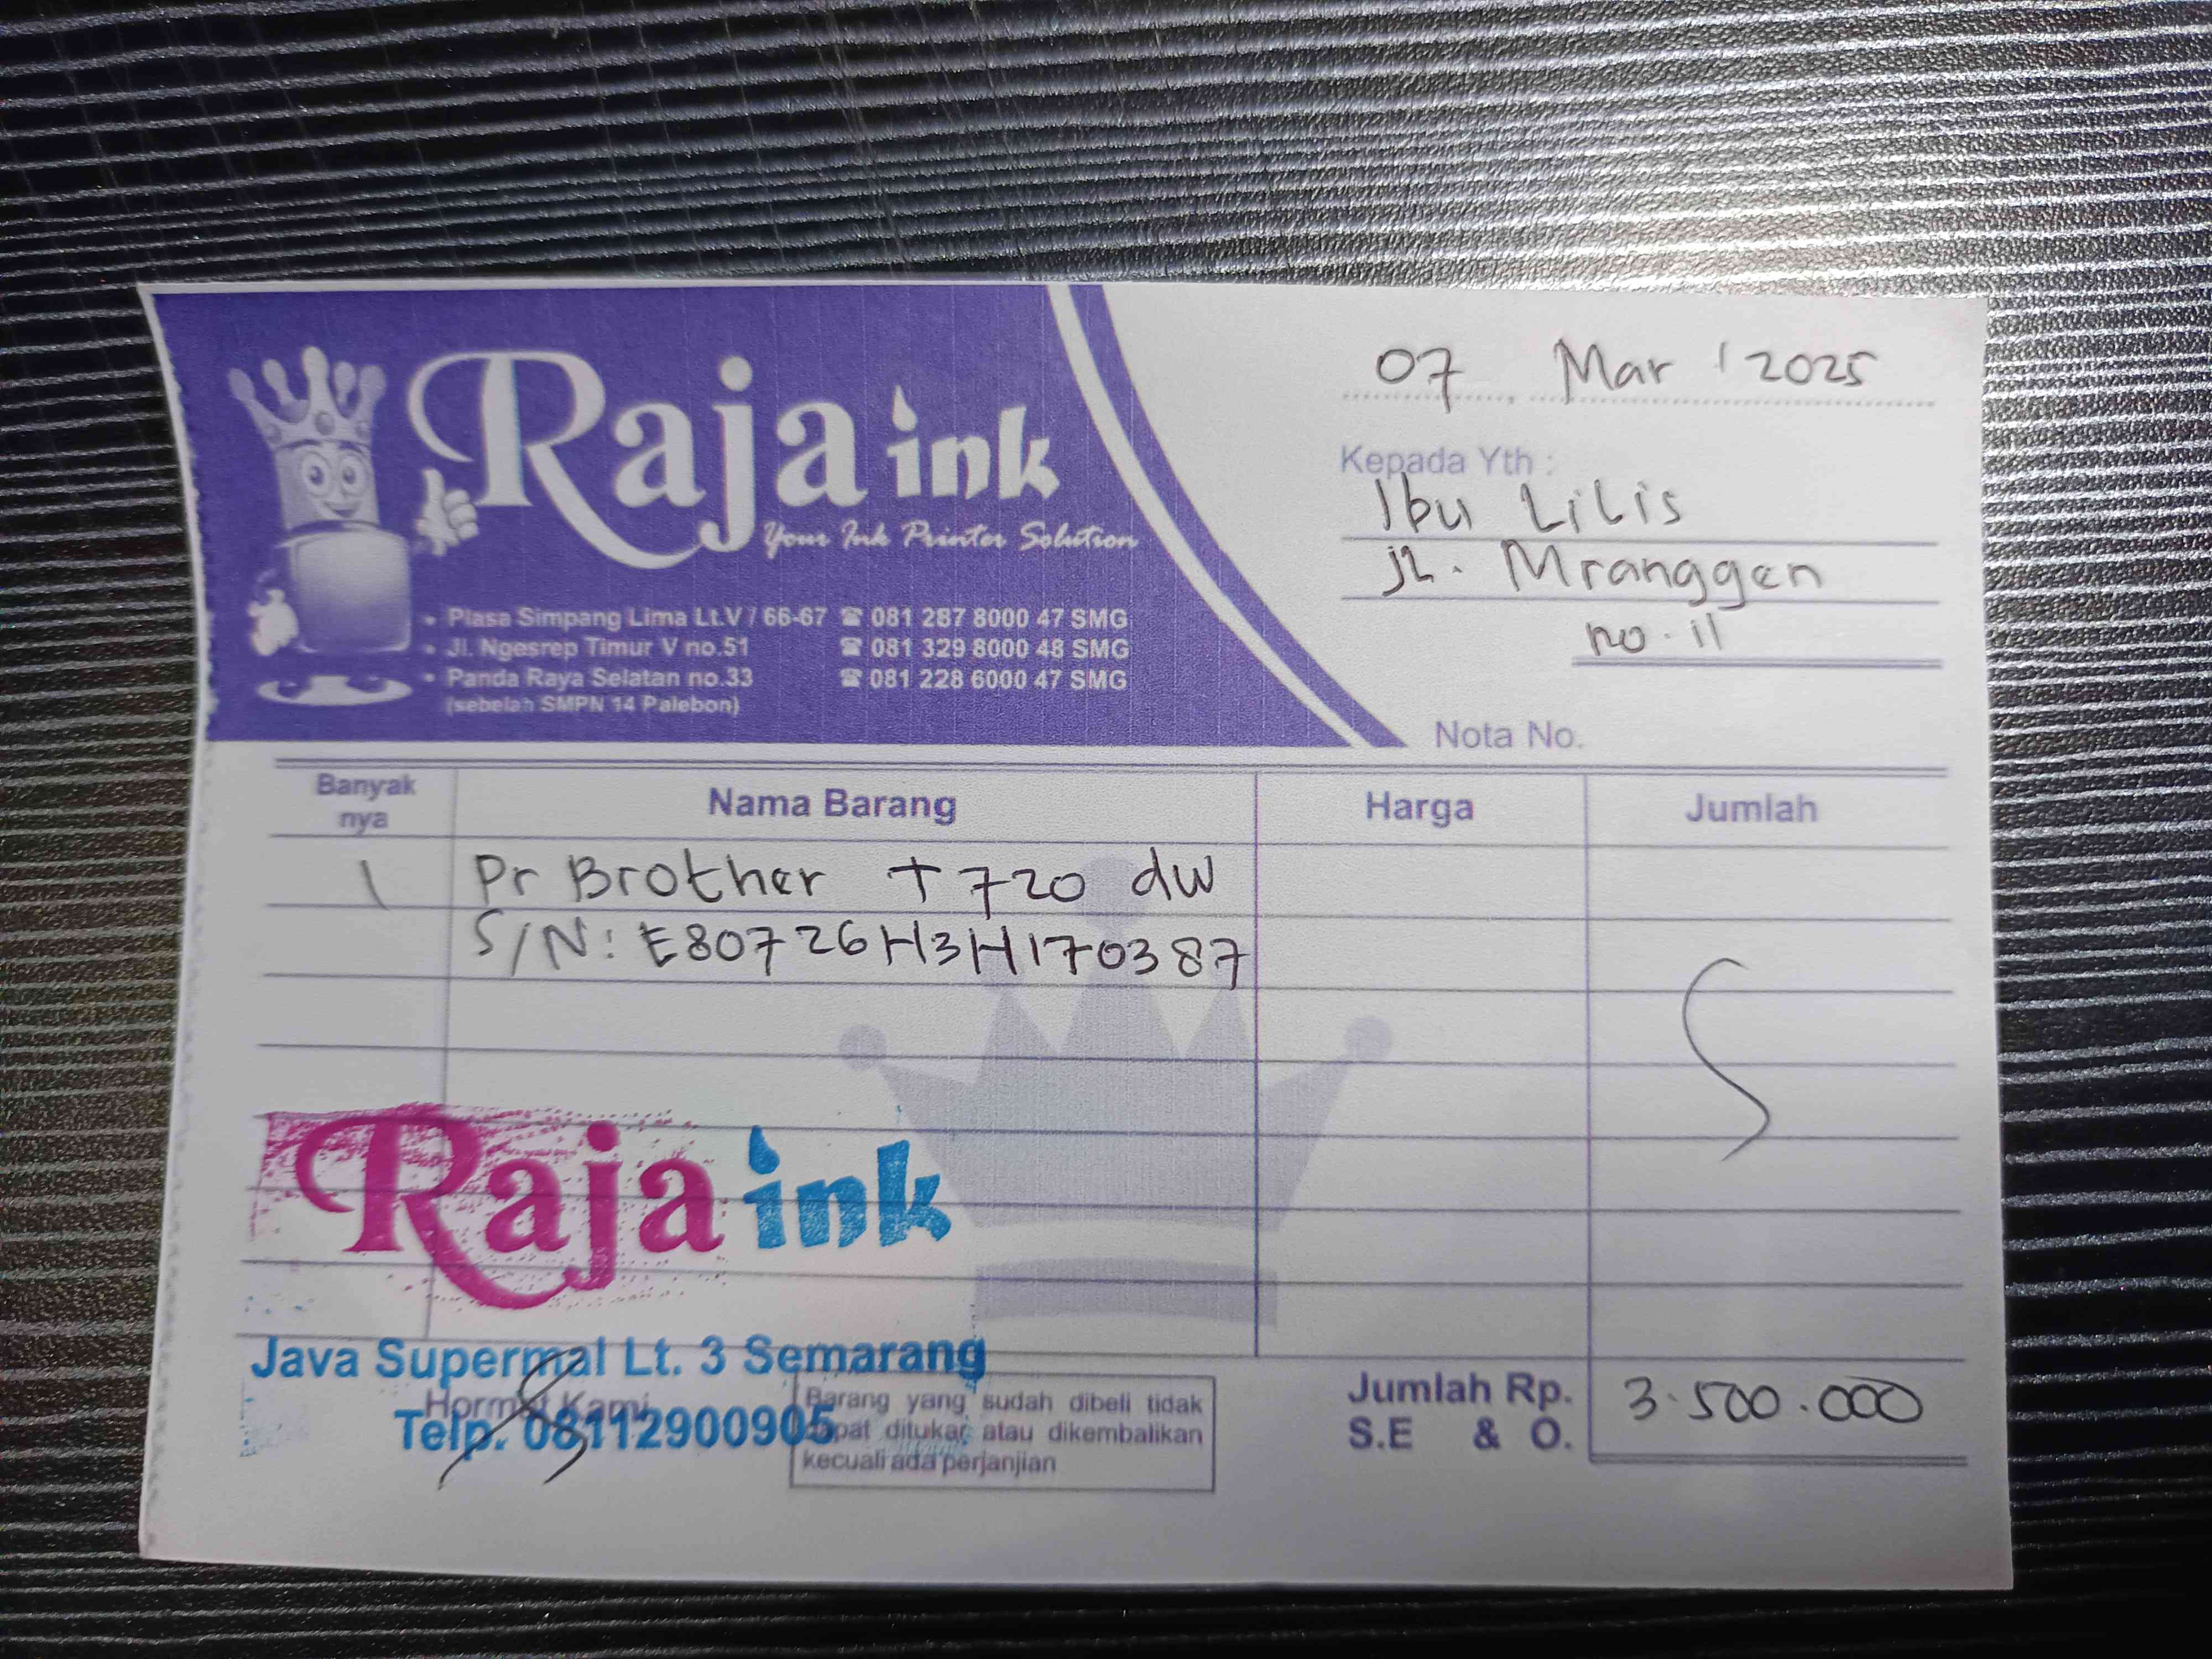 Raja ink
Your Ink Printer Solution
• Plasa Simpang Lima Lt.V / 66-67 ☎ 081 287 8000 47 SMG
• Jl. Ngesrep Timur V no.51 ☎ 081 329 8000 48 SMG
• Panda Raya Selatan no.33 ☎ 081 228 6000 47 SMG
(sebelah SMPN 14 Palebon)
07 Mar '2025
Kepada Yth :
Ibu Lilis
jl. Mranggen
no. 11
Nota No.
Banyak nya Nama Barang Harga Jumlah
1 Pr Brother T720 dw
S/N: E80726H3H170387
Raja ink
Java Supermal Lt. 3 Semarang
Hormat Kami
Telp. 08112900905
Barang yang sudah dibeli tidak
dapat ditukar atau dikembalikan
kecuali ada perjanjian
Jumlah Rp. 3.500.000
S.E & O.